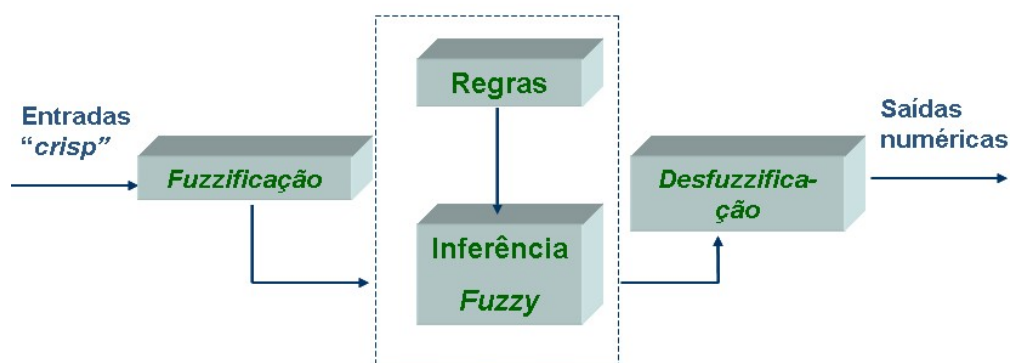 Regras
Entradas
“crisp”
Fuzzificação
Inferência
Fuzzy
Desfuzzifica-
ção
Saídas
numéricas